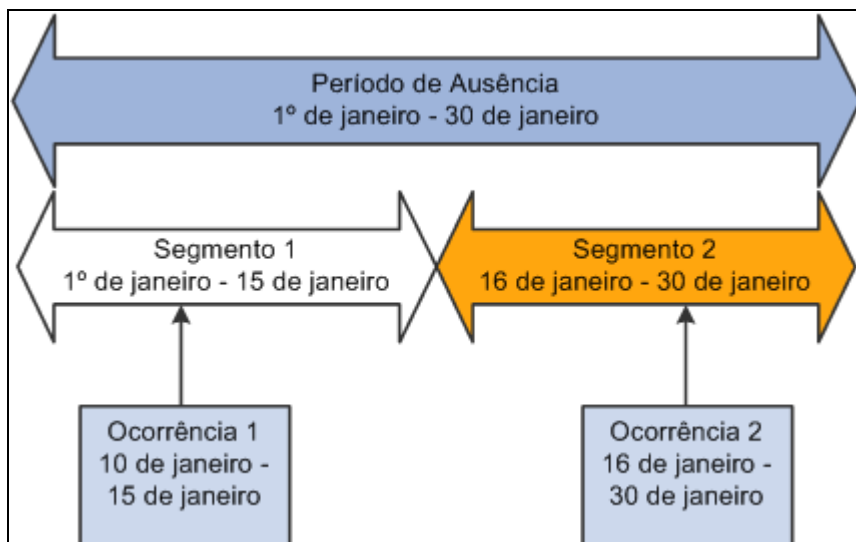 Período de Ausência
1º de janeiro - 30 de janeiro
Segmento 1
1º de janeiro - 15 de janeiro
Segmento 2
16 de janeiro - 30 de janeiro
Ocorrência 1
10 de janeiro -
15 de janeiro
Ocorrência 2
16 de janeiro -
30 de janeiro